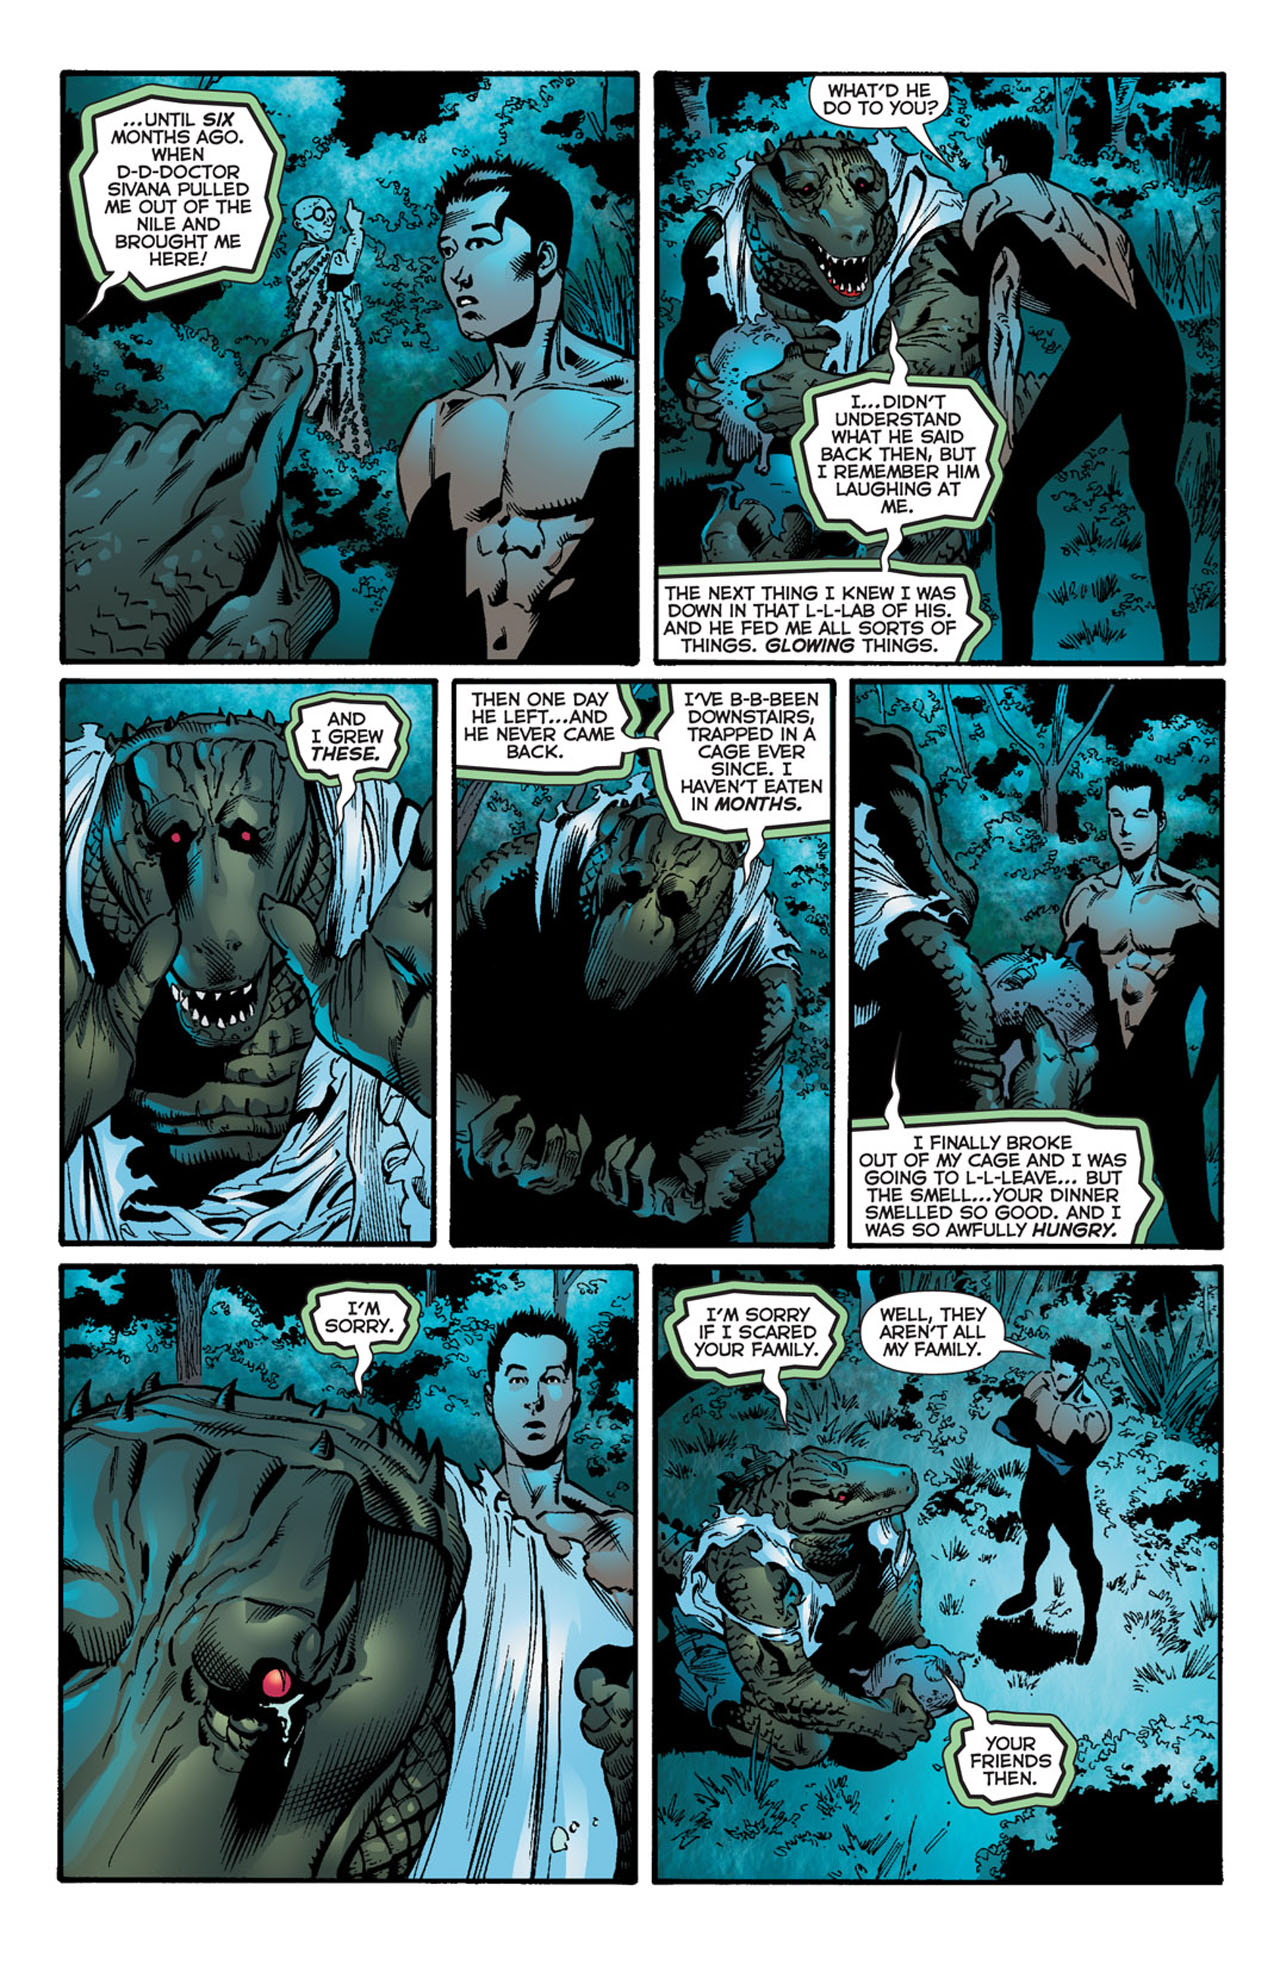 ...UNTIL SIX
MONTHS AGO.
WHEN
D-D-DOCTOR
SIVANA PULLED
ME OUT OF THE
NILE AND
BROUGHT ME
HERE!
WHAT'D HE
DO TO YOU?
I...DIDN'T
UNDERSTAND
WHAT HE SAID
BACK THEN, BUT
I REMEMBER HIM
LAUGHING AT
ME.
THE NEXT THING I KNEW I WAS
DOWN IN THAT L-L-LAB OF HIS.
AND HE FED ME ALL SORTS OF
THINGS. GLOWING THINGS.
AND
I GREW
THESE.
THEN ONE DAY
HE LEFT...AND
HE NEVER CAME
BACK.
I'VE B-B-BEEN
DOWNSTAIRS,
TRAPPED IN A
CAGE EVER
SINCE. I
HAVEN'T EATEN
IN MONTHS.
I FINALLY BROKE
OUT OF MY CAGE AND I WAS
GOING TO L-L-LEAVE... BUT
THE SMELL...YOUR DINNER
SMELLED SO GOOD. AND I
WAS SO AWFULLY HUNGRY.
I'M
SORRY.
I'M SORRY
IF I SCARED
YOUR FAMILY.
WELL, THEY
AREN'T ALL
MY FAMILY.
YOUR
FRIENDS
THEN.